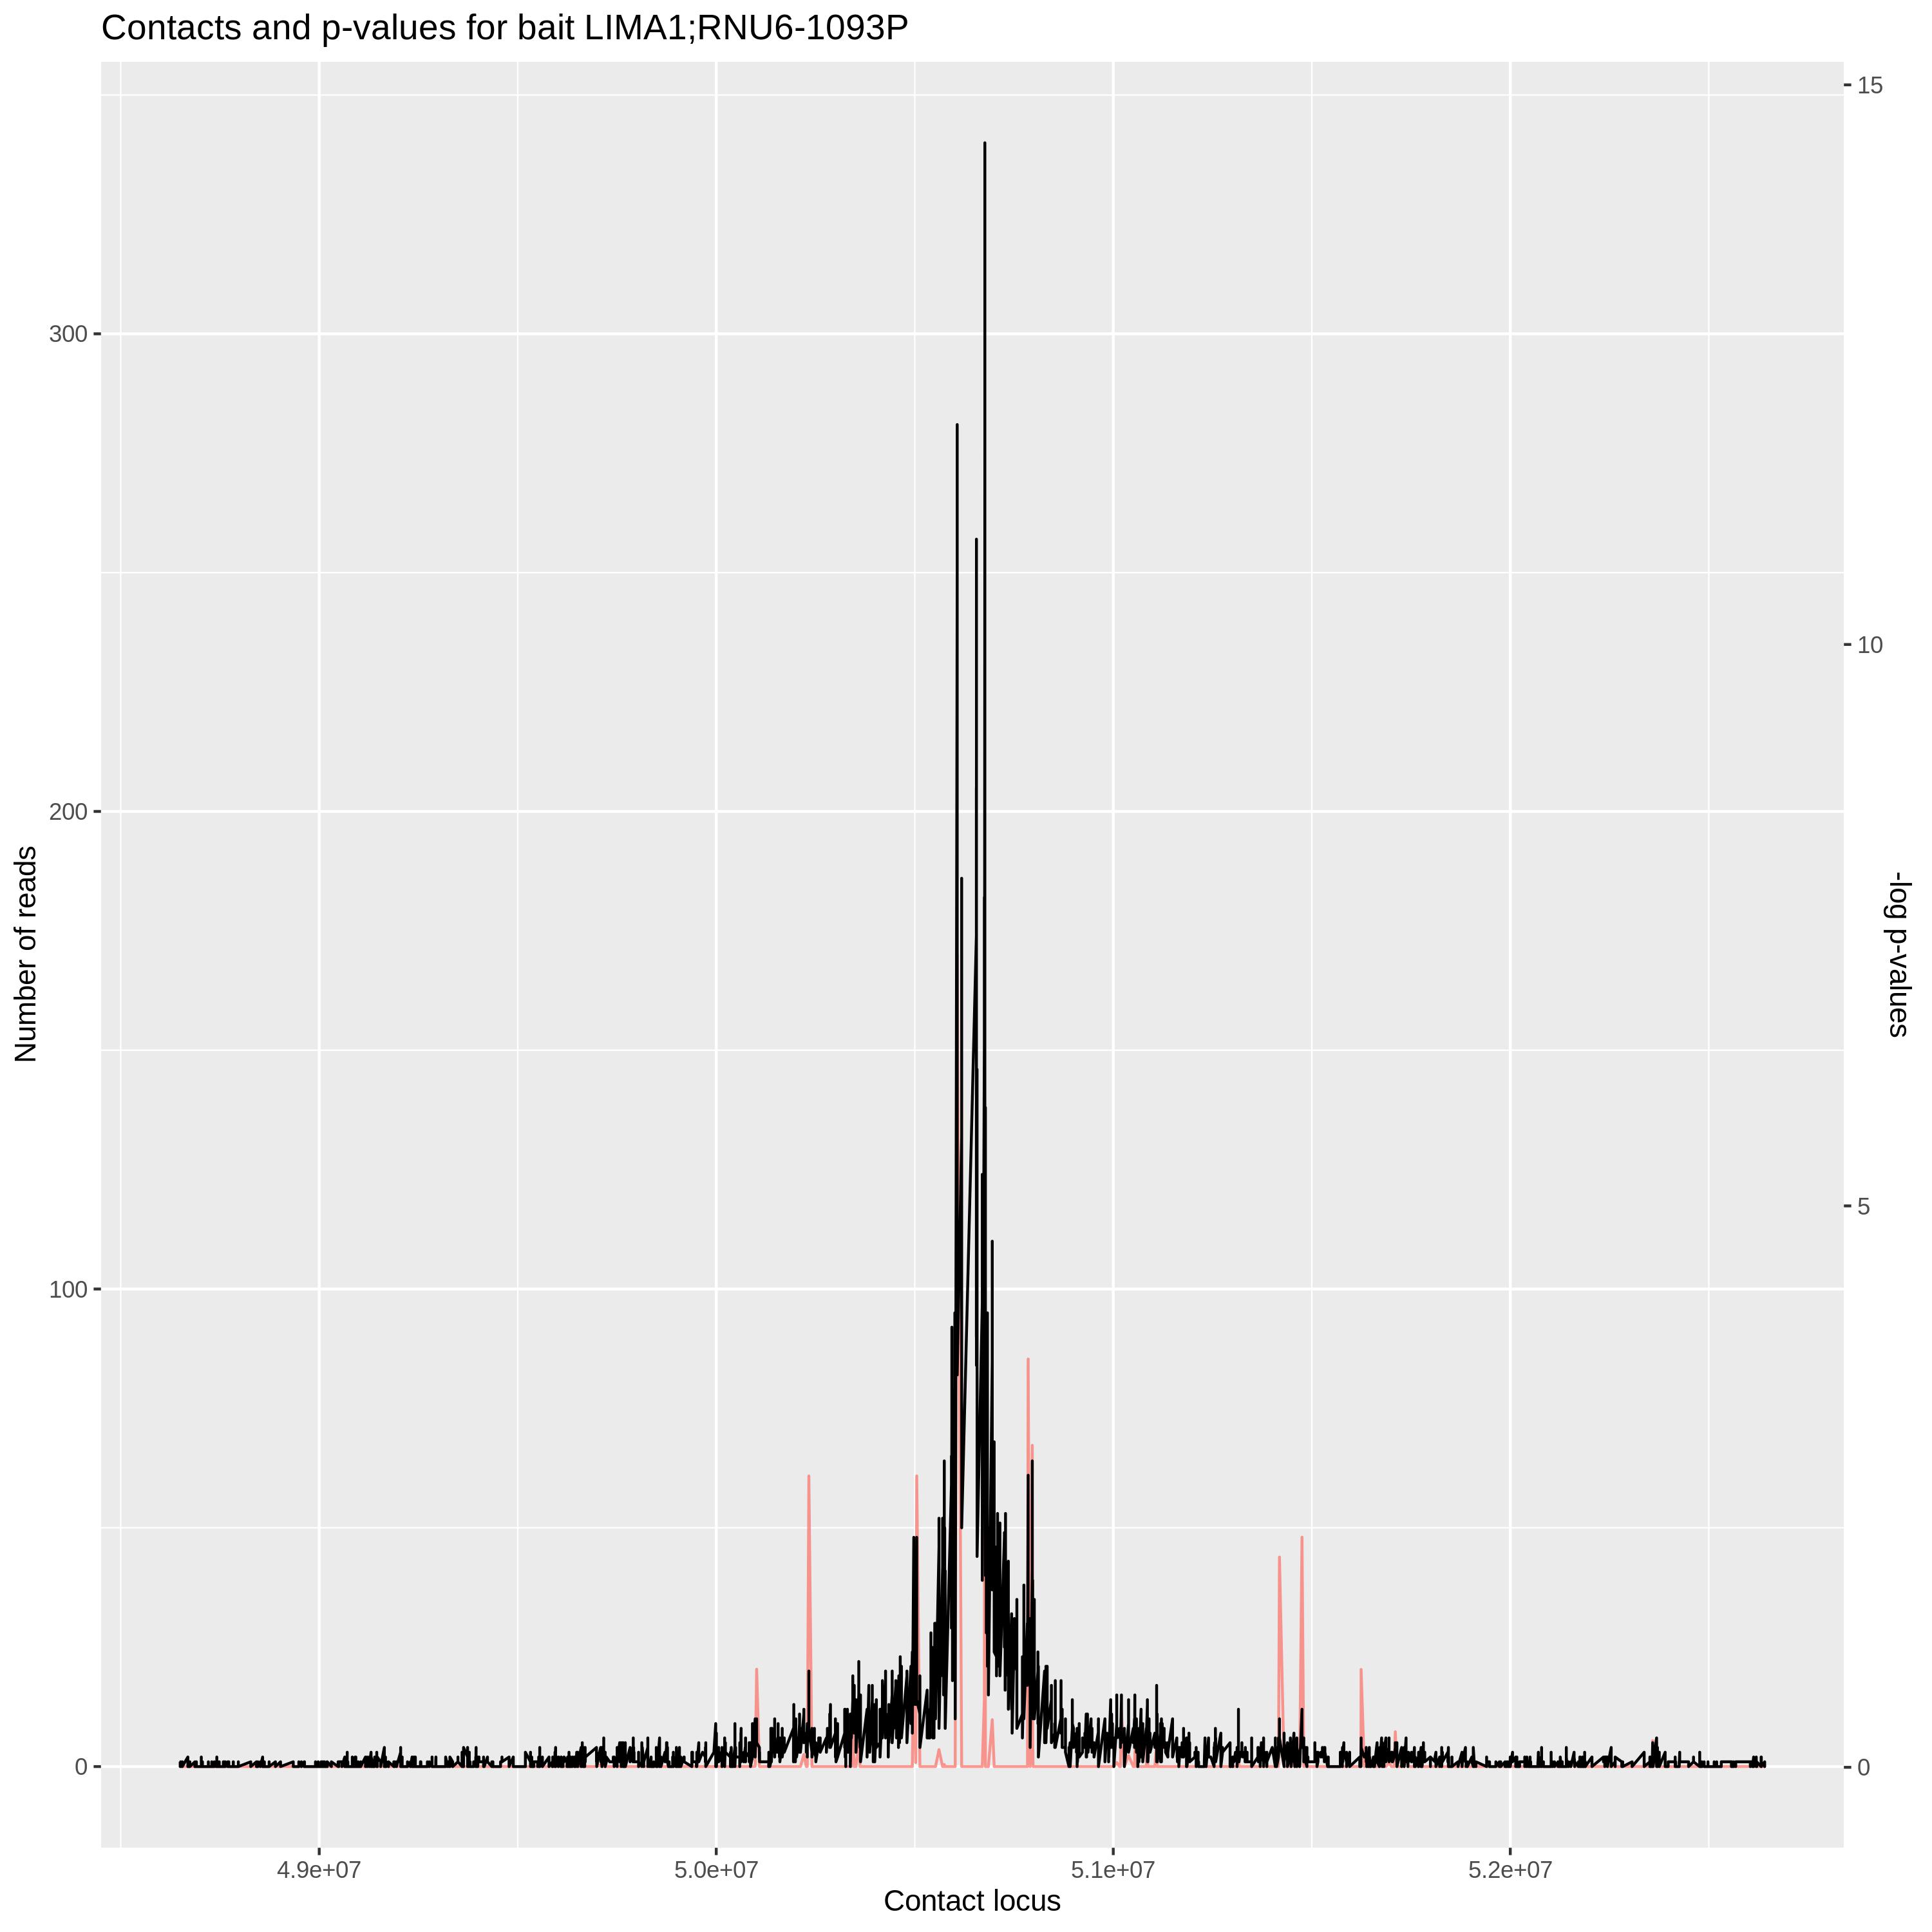 Contacts and p-values for bait LIMA1;RNU6-1093P
15
300
10
200
Number of reads
-log p-values
5
100
0
0
4.9e+07
5.0e+07
5.1e+07
5.2e+07
Contact locus